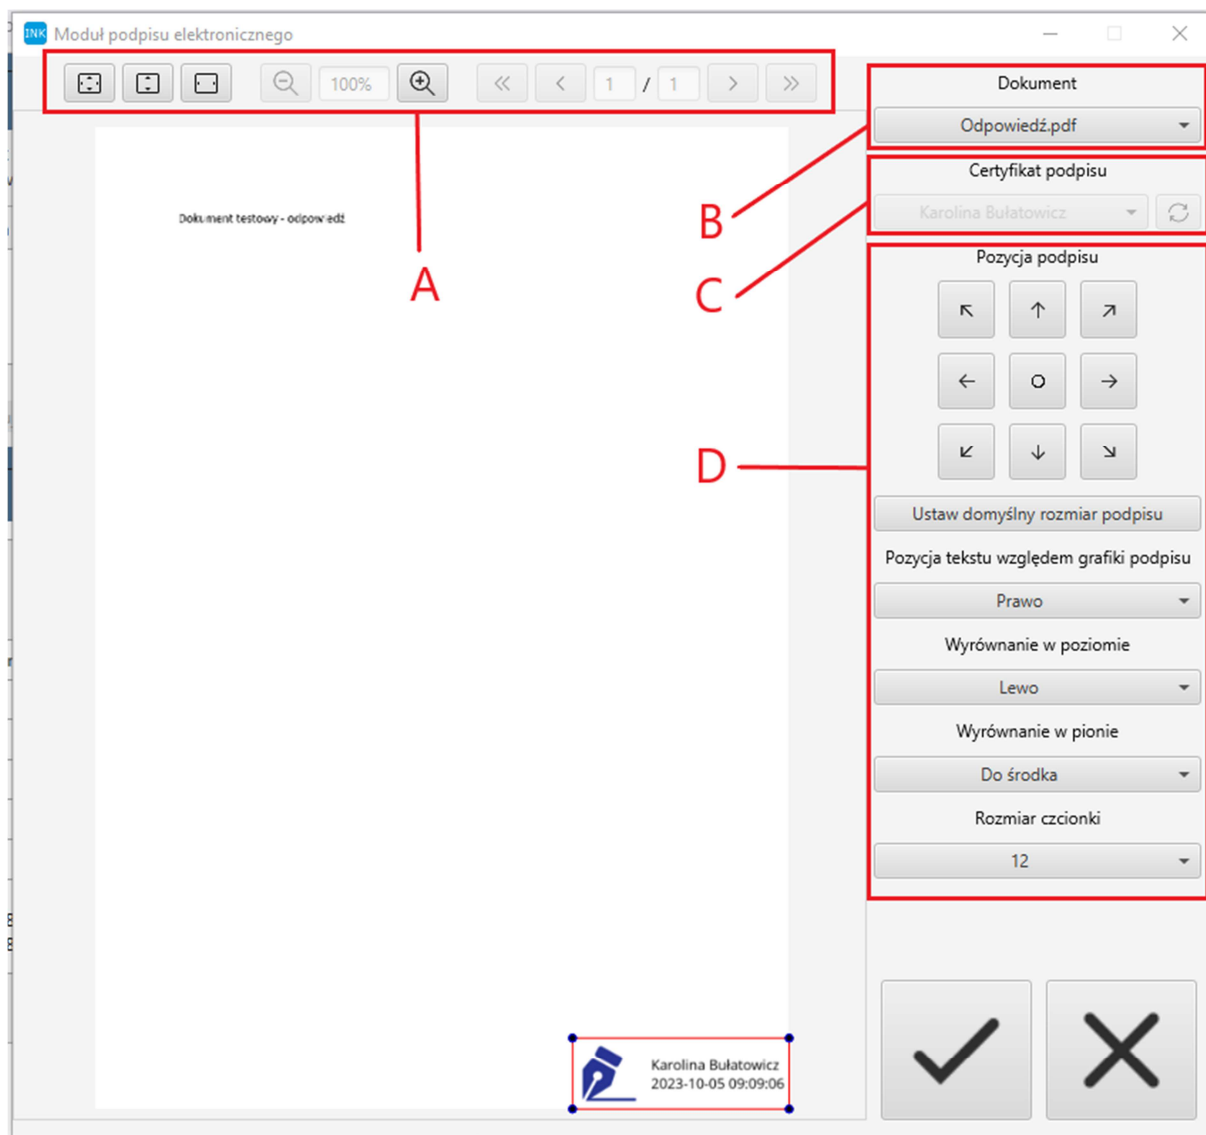 INK Moduł podpisu elektronicznego
100% 1 / 1
Dokument
Odpowiedź.pdf
Certyfikat podpisu
Karolina Bułatowicz
Pozycja podpisu
Dokument testowy - odpowiedź
A
B
C
D
Ustaw domyślny rozmiar podpisu
Pozycja tekstu względem grafiki podpisu
Prawo
Wyrównanie w poziomie
Lewo
Wyrównanie w pionie
Do środka
Rozmiar czcionki
12
Karolina Bułatowicz
2023-10-05 09:09:06